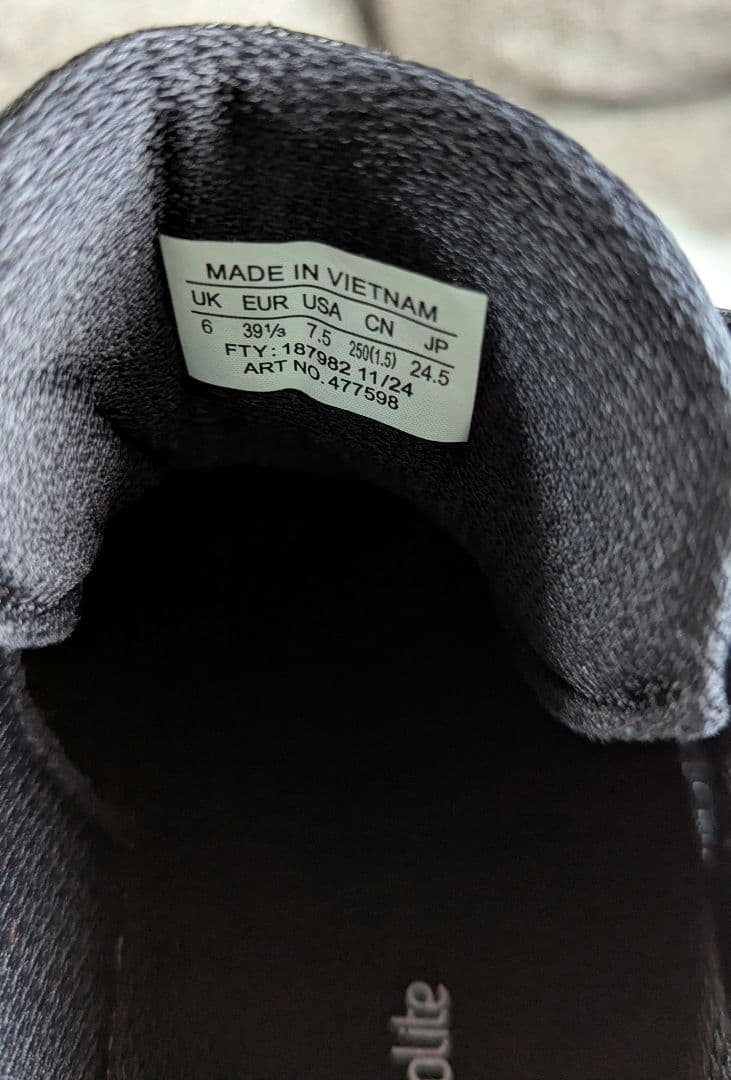 MADE IN VIETNAM
UK EUR USA CN JP
6 39⅓ 7.5 250(1.5) 24.5
FTY: 187982 11/24
ART NO. 477598
olite